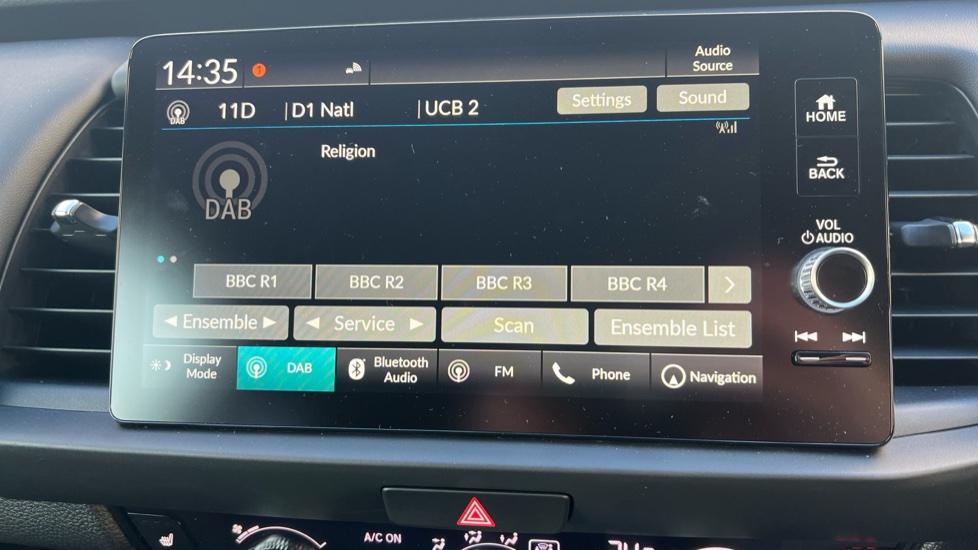 14:35 1 Audio Source
DAB 11D | D1 Natl | UCB 2 Settings Sound
Religion
DAB
BBC R1 BBC R2 BBC R3 BBC R4
Ensemble Service Scan Ensemble List
Display Mode DAB Bluetooth Audio FM Phone Navigation
HOME
BACK
VOL
AUDIO
A/C ON